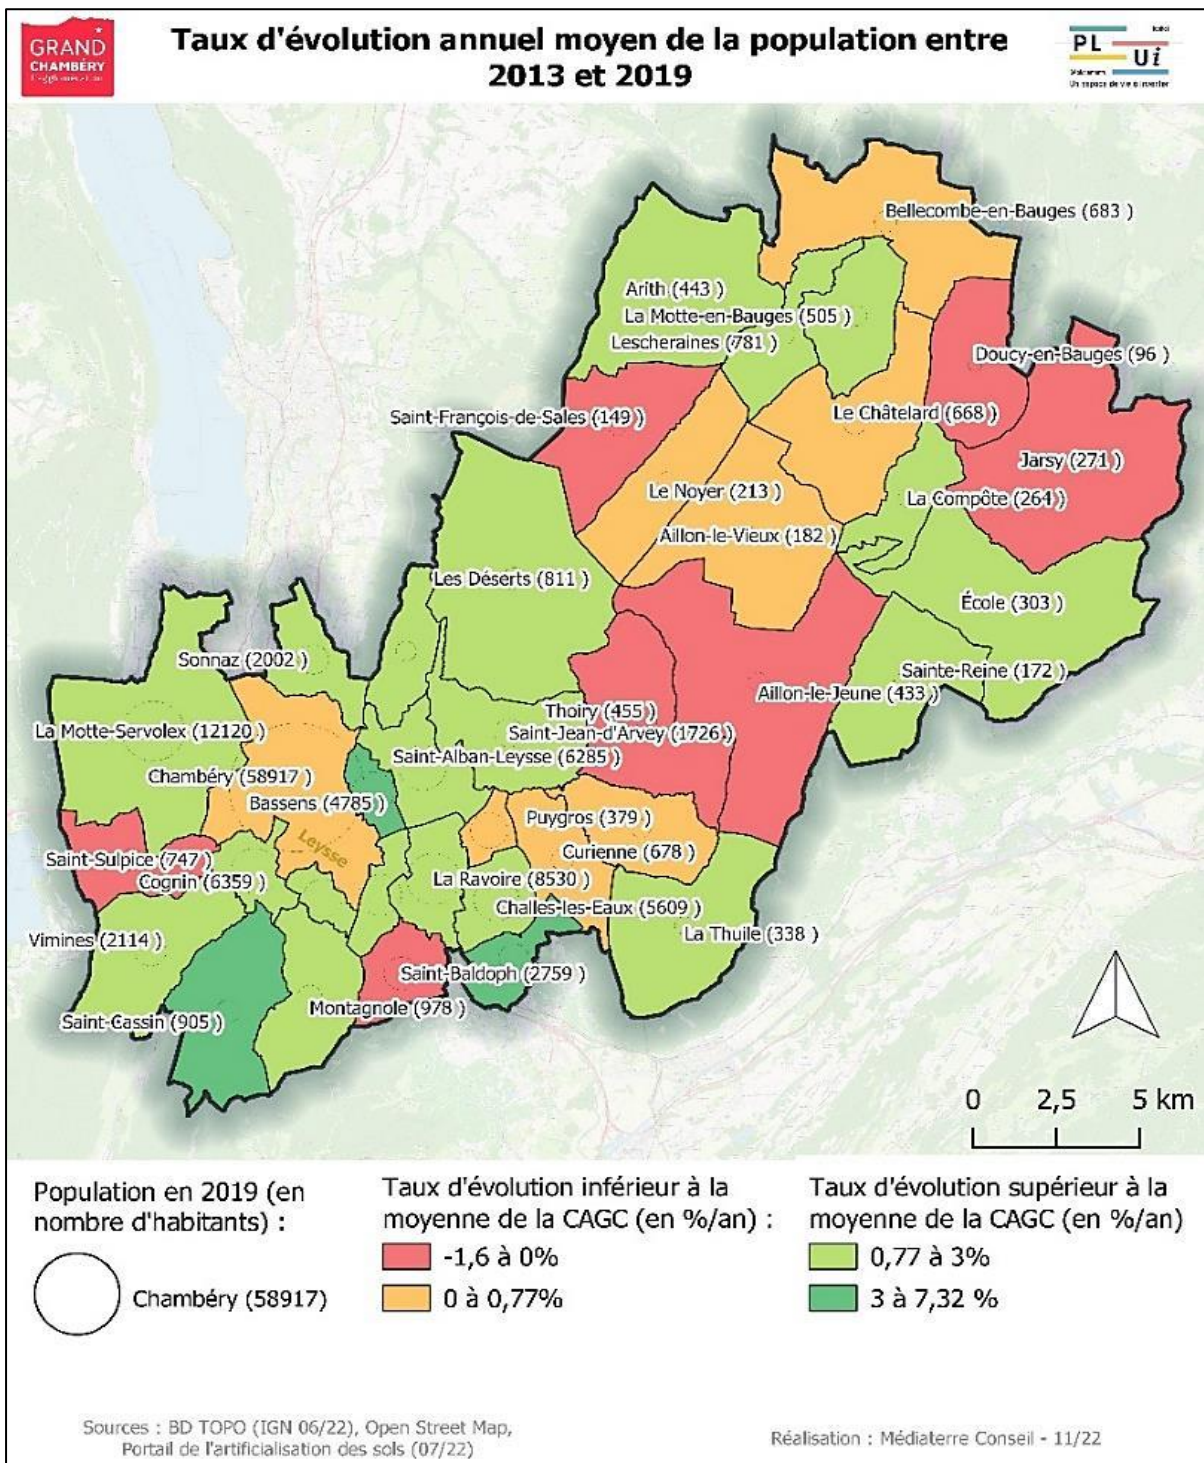 GRAND
CHAMBÉRY
Taux d'évolution annuel moyen de la population entre
2013 et 2019
PL
Ui
Un espace de vie à inventer
Bellecombe-en-Bauges (683 )
Arith (443 )
La Motte-en-Bauges (505 )
Lescheraines (781 )
Doucy-en-Bauges (96 )
Saint-François-de-Sales (149 )
Le Châtelard (668 )
Jarsy (271 )
Le Noyer (213 )
La Compôte (264 )
Aillon-le-Vieux (182 )
Les Déserts (811 )
École (303 )
Sonnaz (2002 )
Sainte-Reine (172 )
Aillon-le-Jeune (433 )
Thoiry (455 )
La Motte-Servolex (12120 )
Saint-Jean-d'Arvey (1726 )
Saint-Alban-Leysse (6285 )
Chambéry (58917 )
Bassens (4785 )
Puygros (379 )
Leysse
Curienne (678 )
Saint-Sulpice (747 )
Cognin (6359 )
La Ravoire (8530 )
Challes-les-Eaux (5609 )
La Thuile (338 )
Vimines (2114 )
Saint-Baldoph (2759 )
Montagnole (978 )
Saint-Cassin (905 )
0 2,5 5 km
Population en 2019 (en
nombre d'habitants) :
Chambéry (58917)
Taux d'évolution inférieur à la
moyenne de la CAGC (en %/an) :
-1,6 à 0%
0 à 0,77%
Taux d'évolution supérieur à la
moyenne de la CAGC (en %/an)
0,77 à 3%
3 à 7,32 %
Sources : BD TOPO (IGN 06/22), Open Street Map,
Portail de l'artificialisation des sols (07/22)
Réalisation : Médiaterre Conseil - 11/22